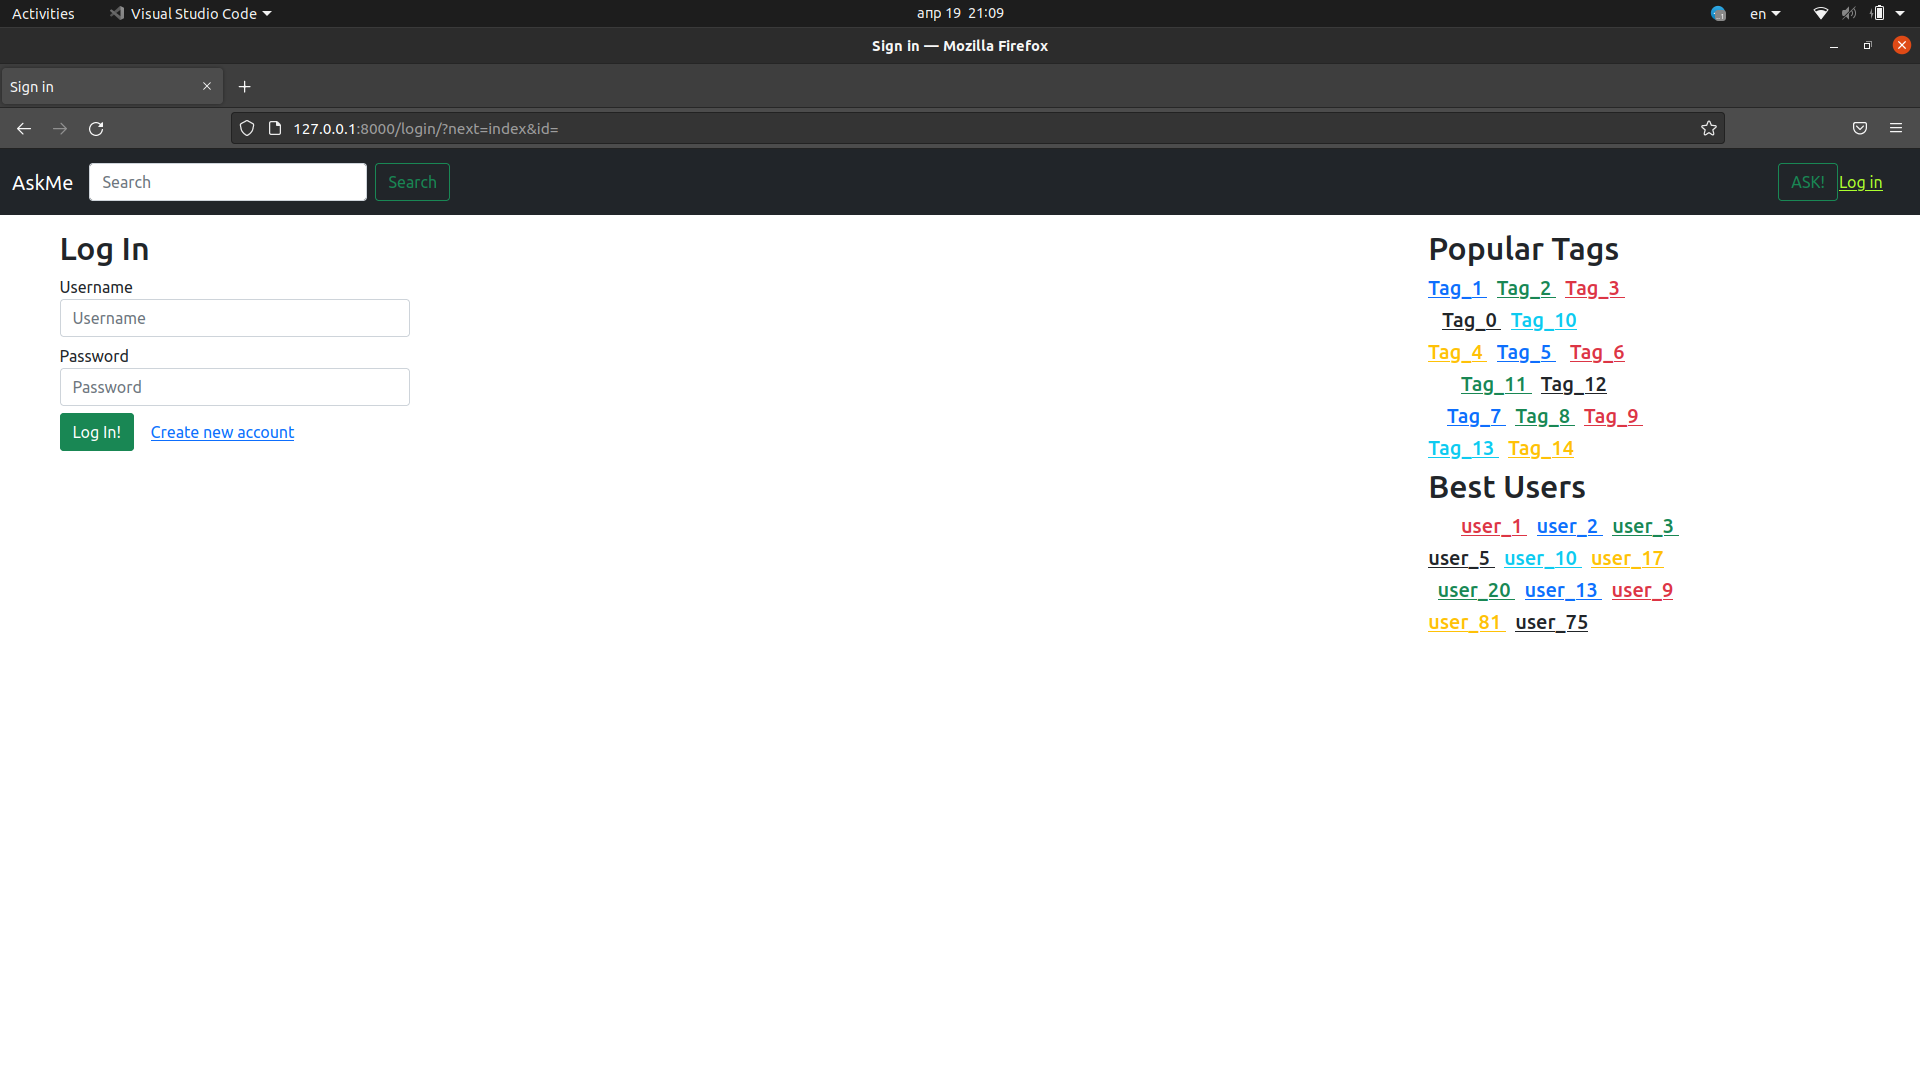 Activities Visual Studio Code апр 19 21:09 en
Sign in — Mozilla Firefox
Sign in
127.0.0.1:8000/login/?next=index&id=
AskMe Search Search ASK! Log in
Log In
Username
Username
Password
Password
Log In! Create new account
Popular Tags
Tag_1 Tag_2 Tag_3
Tag_0 Tag_10
Tag_4 Tag_5 Tag_6
Tag_11 Tag_12
Tag_7 Tag_8 Tag_9
Tag_13 Tag_14
Best Users
user_1 user_2 user_3
user_5 user_10 user_17
user_20 user_13 user_9
user_81 user_75